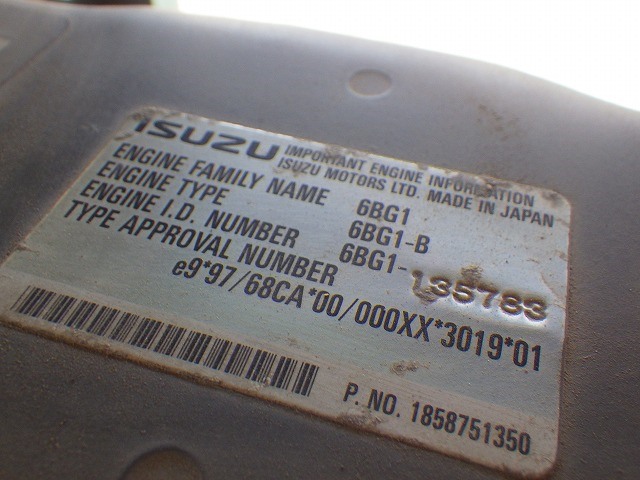 ISUZU IMPORTANT ENGINE INFORMATION
ISUZU MOTORS LTD. MADE IN JAPAN
ENGINE FAMILY NAME 6BG1
ENGINE TYPE 6BG1-B
ENGINE I.D. NUMBER 6BG1-135783
TYPE APPROVAL NUMBER
e9*97/68CA*00/000XX*3019*01
P. NO. 1858751350